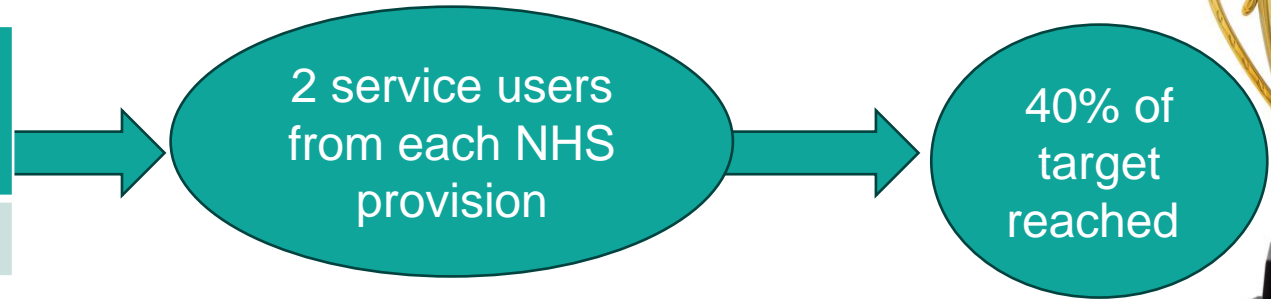 2 service users
from each NHS
provision
40% of
target
reached